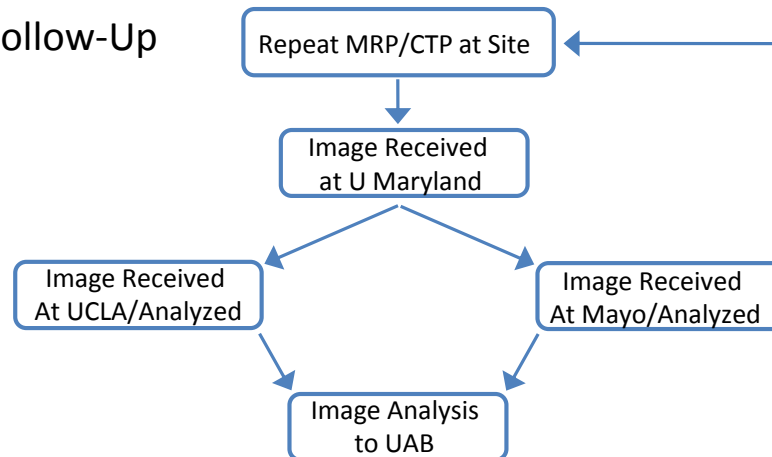 ollow-Up
Repeat MRP/CTP at Site
Image Received
at U Maryland
Image Received
At UCLA/Analyzed
Image Received
At Mayo/Analyzed
Image Analysis
to UAB